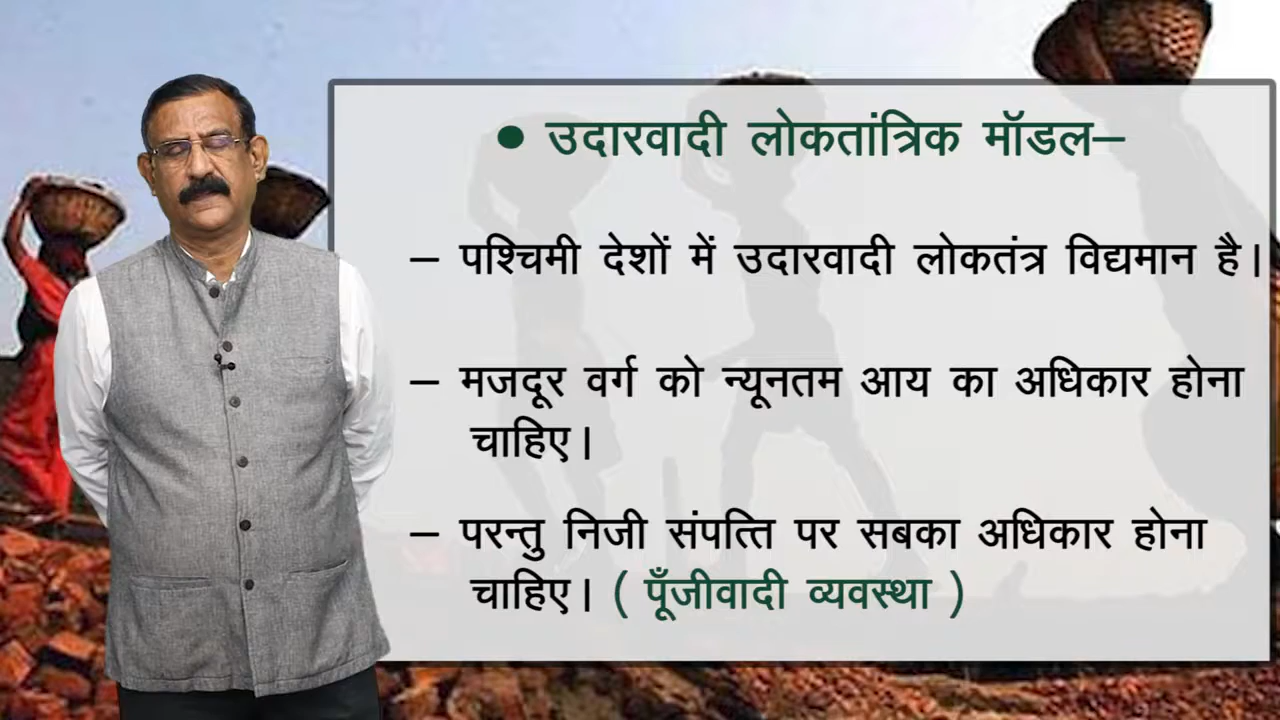 • उदारवादी लोकतांत्रिक मॉडल–
– पश्चिमी देशों में उदारवादी लोकतंत्र विद्यमान है।
– मजदूर वर्ग को न्यूनतम आय का अधिकार होना
चाहिए।
– परन्तु निजी संपत्ति पर सबका अधिकार होना
चाहिए। ( पूँजीवादी व्यवस्था )